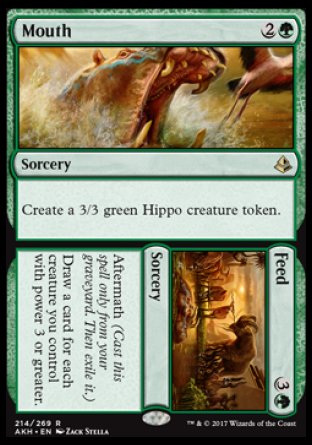 Mouth 2
Sorcery
Create a 3/3 green Hippo creature token.
Feed 3
Sorcery
Aftermath (Cast this
spell only from your
graveyard. Then exile it.)
Draw a card for each
creature you control
with power 3 or greater.
214/269 R
AKH • EN Zack Stella
™ & © 2017 Wizards of the Coast